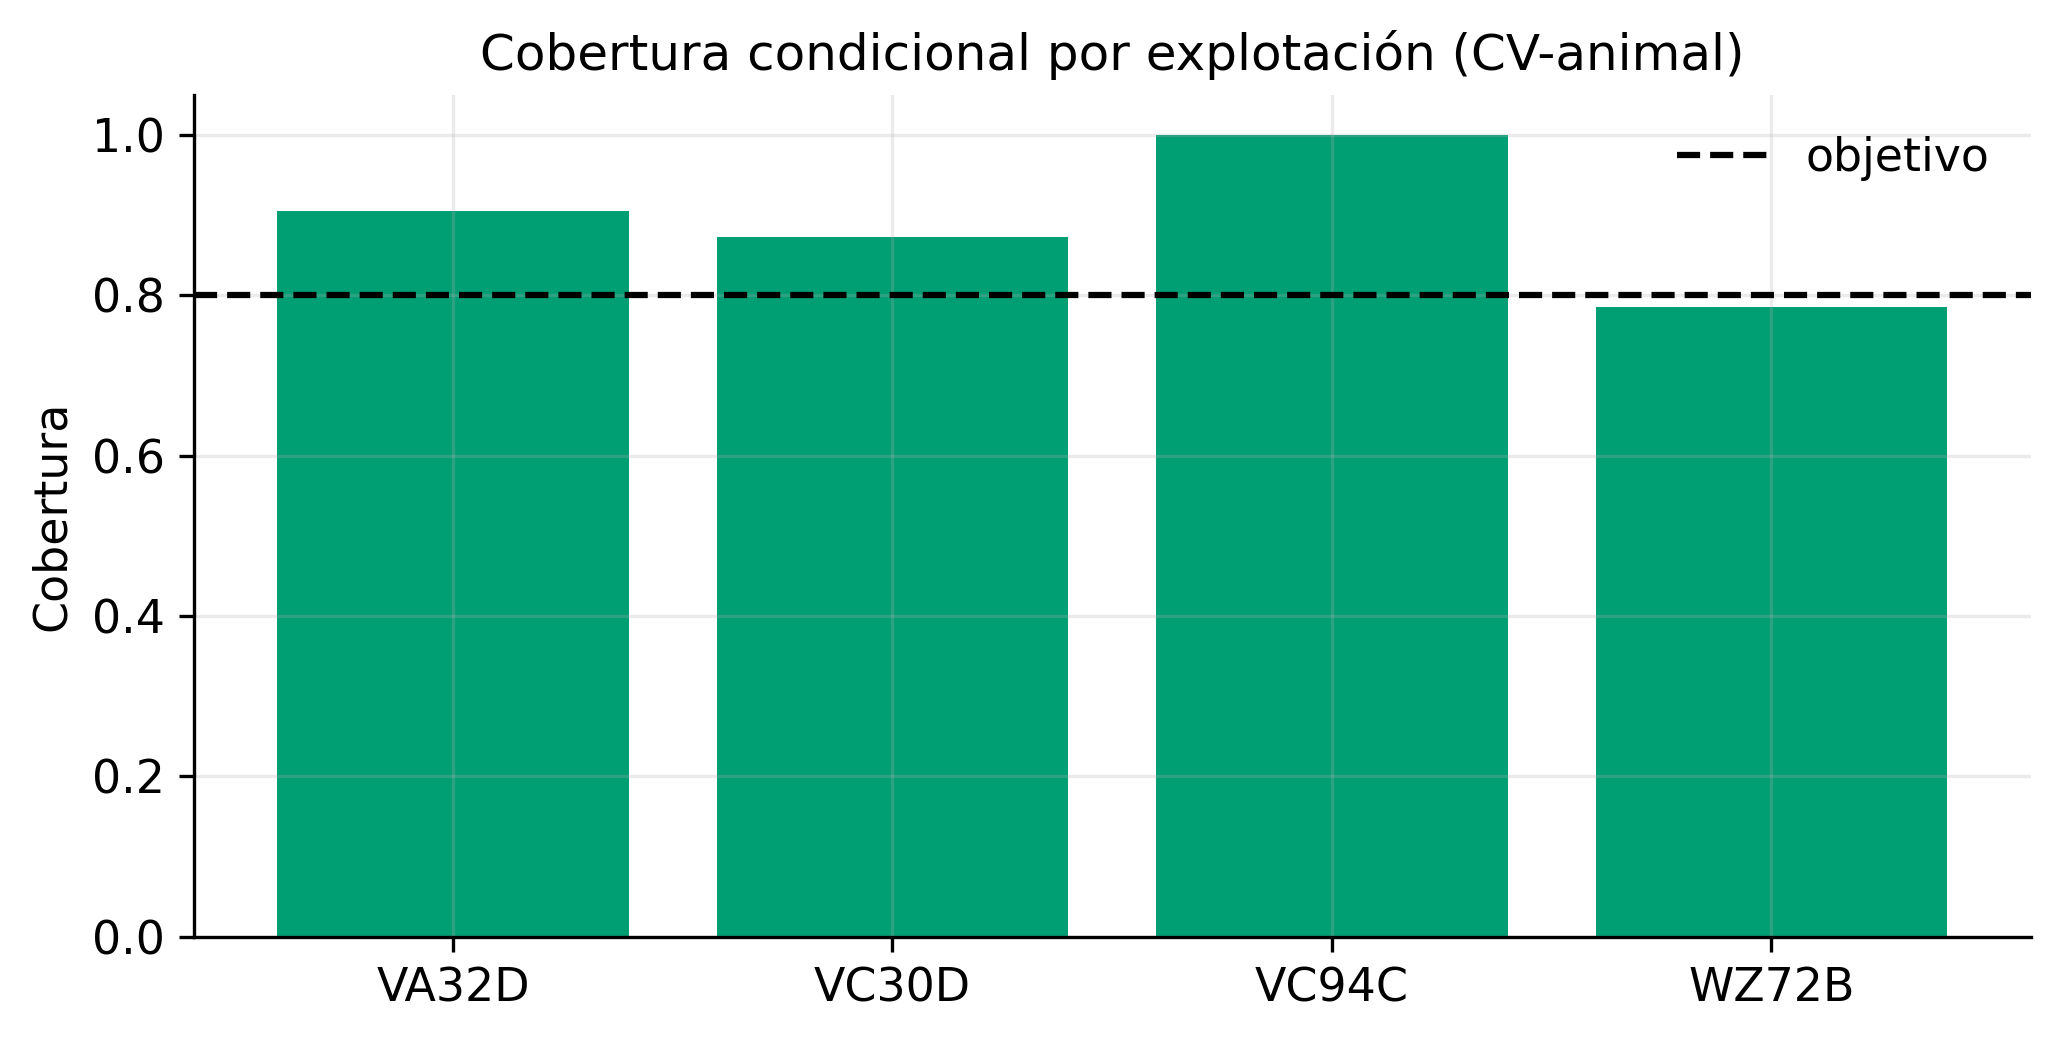 Cobertura condicional por explotación (CV-animal)
objetivo
Cobertura
1.0
0.8
0.6
0.4
0.2
0.0
VA32D VC30D VC94C WZ72B